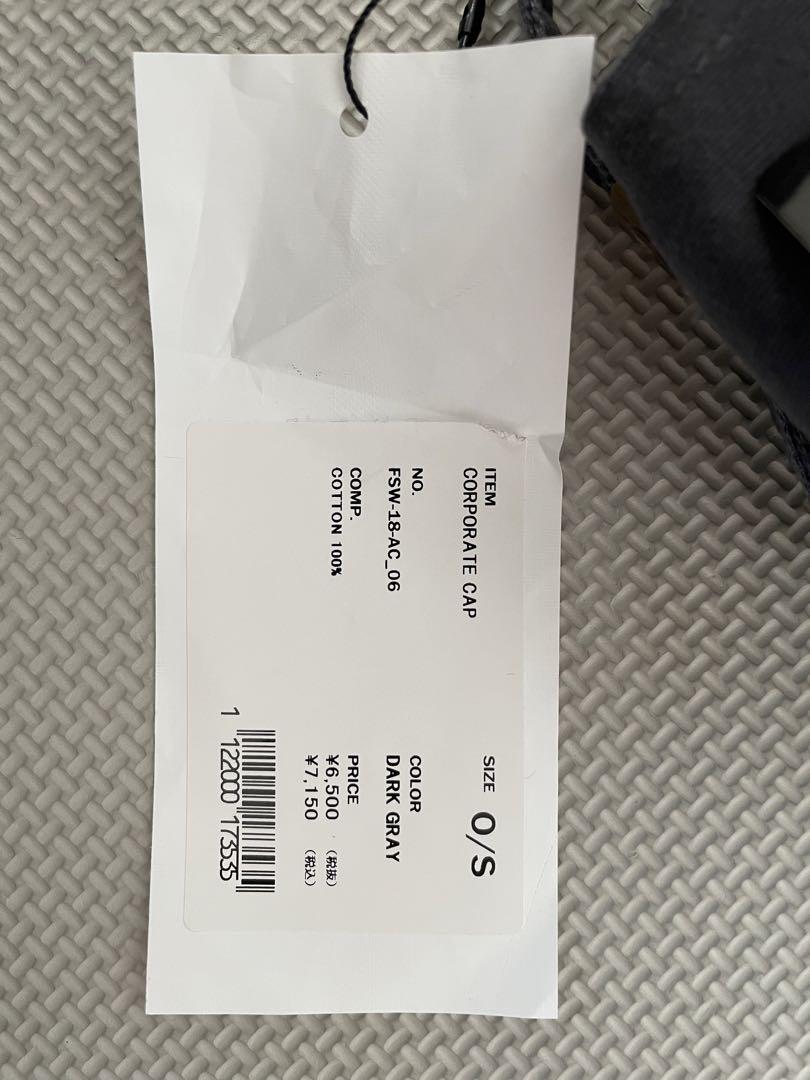 ITEM
CORPORATE CAP
SIZE O/S
NO.
FSW-18-AC_06
COLOR
DARK GRAY
COMP.
COTTON 100%
PRICE
¥6,500 (税抜)
¥7,150 (税込)
1 122000 173535